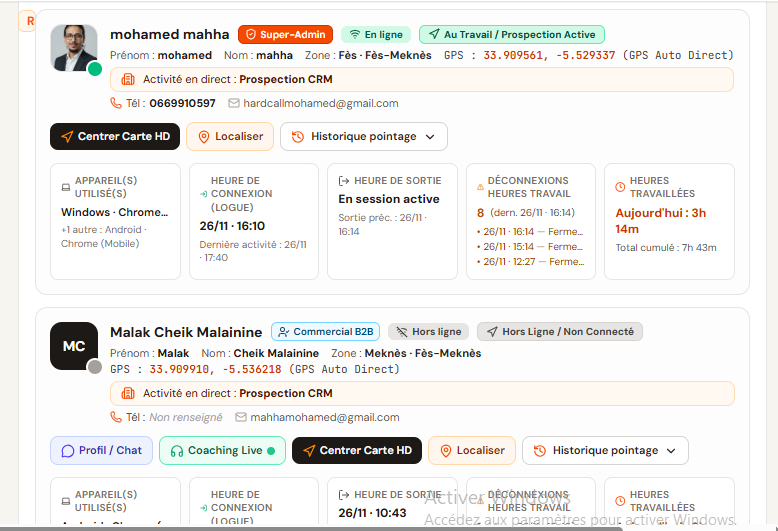 R
mohamed mahha Super-Admin En ligne Au Travail / Prospection Active
Prénom : mohamed Nom : mahha Zone : Fès · Fès-Meknès GPS : 33.909561, -5.529337 (GPS Auto Direct)
Activité en direct : Prospection CRM
Tél : 0669910597 hardcallmohamed@gmail.com
Centrer Carte HD Localiser Historique pointage
APPAREIL(S) UTILISÉ(S)
Windows · Chrome…
+1 autre : Android · Chrome (Mobile)
HEURE DE CONNEXION (LOGUE)
26/11 · 16:10
Dernière activité : 26/11 · 17:40
HEURE DE SORTIE
En session active
Sortie préc. : 26/11 · 16:14
DÉCONNEXIONS HEURES TRAVAIL
8 (dern. 26/11 · 16:14)
• 26/11 · 16:14 — Ferme…
• 26/11 · 15:14 — Ferme…
• 26/11 · 12:27 — Ferme…
HEURES TRAVAILLÉES
Aujourd'hui : 3h 14m
Total cumulé : 7h 43m
MC
Malak Cheik Malainine Commercial B2B Hors ligne Hors Ligne / Non Connecté
Prénom : Malak Nom : Cheik Malainine Zone : Meknès · Fès-Meknès
GPS : 33.909910, -5.536218 (GPS Auto Direct)
Activité en direct : Prospection CRM
Tél : Non renseigné mahhamohamed@gmail.com
Profil / Chat Coaching Live Centrer Carte HD Localiser Historique pointage
APPAREIL(S) UTILISÉ(S)
HEURE DE CONNEXION (LOGUE)
HEURE DE SORTIE
26/11 · 10:43
DÉCONNEXIONS HEURES TRAVAIL
HEURES TRAVAILLÉES
Activer Windows
Accédez aux paramètres pour activer Windows.